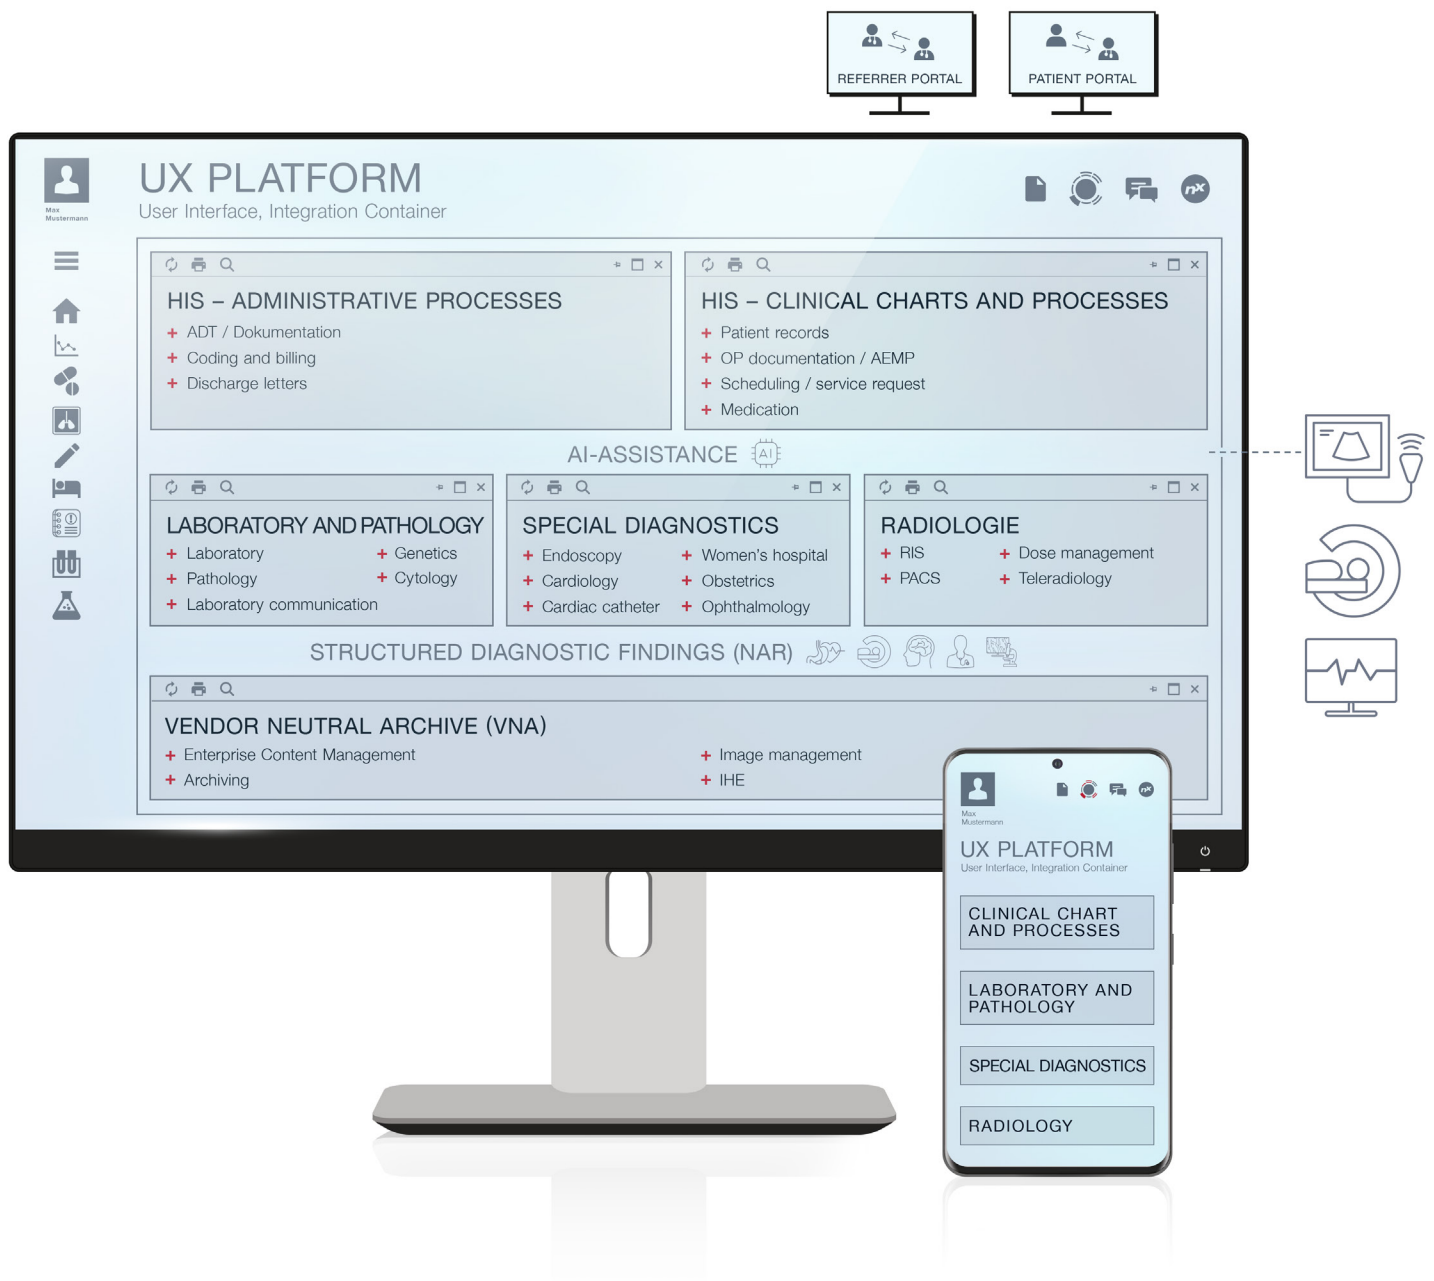 REFERRER PORTAL
PATIENT PORTAL
Max
Mustermann
UX PLATFORM
User Interface, Integration Container
nx
HIS – ADMINISTRATIVE PROCESSES
+ ADT / Dokumentation
+ Coding and billing
+ Discharge letters
HIS – CLINICAL CHARTS AND PROCESSES
+ Patient records
+ OP documentation / AEMP
+ Scheduling / service request
+ Medication
AI-ASSISTANCE AI
LABORATORY AND PATHOLOGY
+ Laboratory
+ Genetics
+ Pathology
+ Cytology
+ Laboratory communication
SPECIAL DIAGNOSTICS
+ Endoscopy
+ Women's hospital
+ Cardiology
+ Obstetrics
+ Cardiac catheter
+ Ophthalmology
RADIOLOGIE
+ RIS
+ Dose management
+ PACS
+ Teleradiology
STRUCTURED DIAGNOSTIC FINDINGS (NAR)
VENDOR NEUTRAL ARCHIVE (VNA)
+ Enterprise Content Management
+ Image management
+ Archiving
+ IHE
nx
Max
Mustermann
UX PLATFORM
User Interface, Integration Container
CLINICAL CHART
AND PROCESSES
LABORATORY AND
PATHOLOGY
SPECIAL DIAGNOSTICS
RADIOLOGY